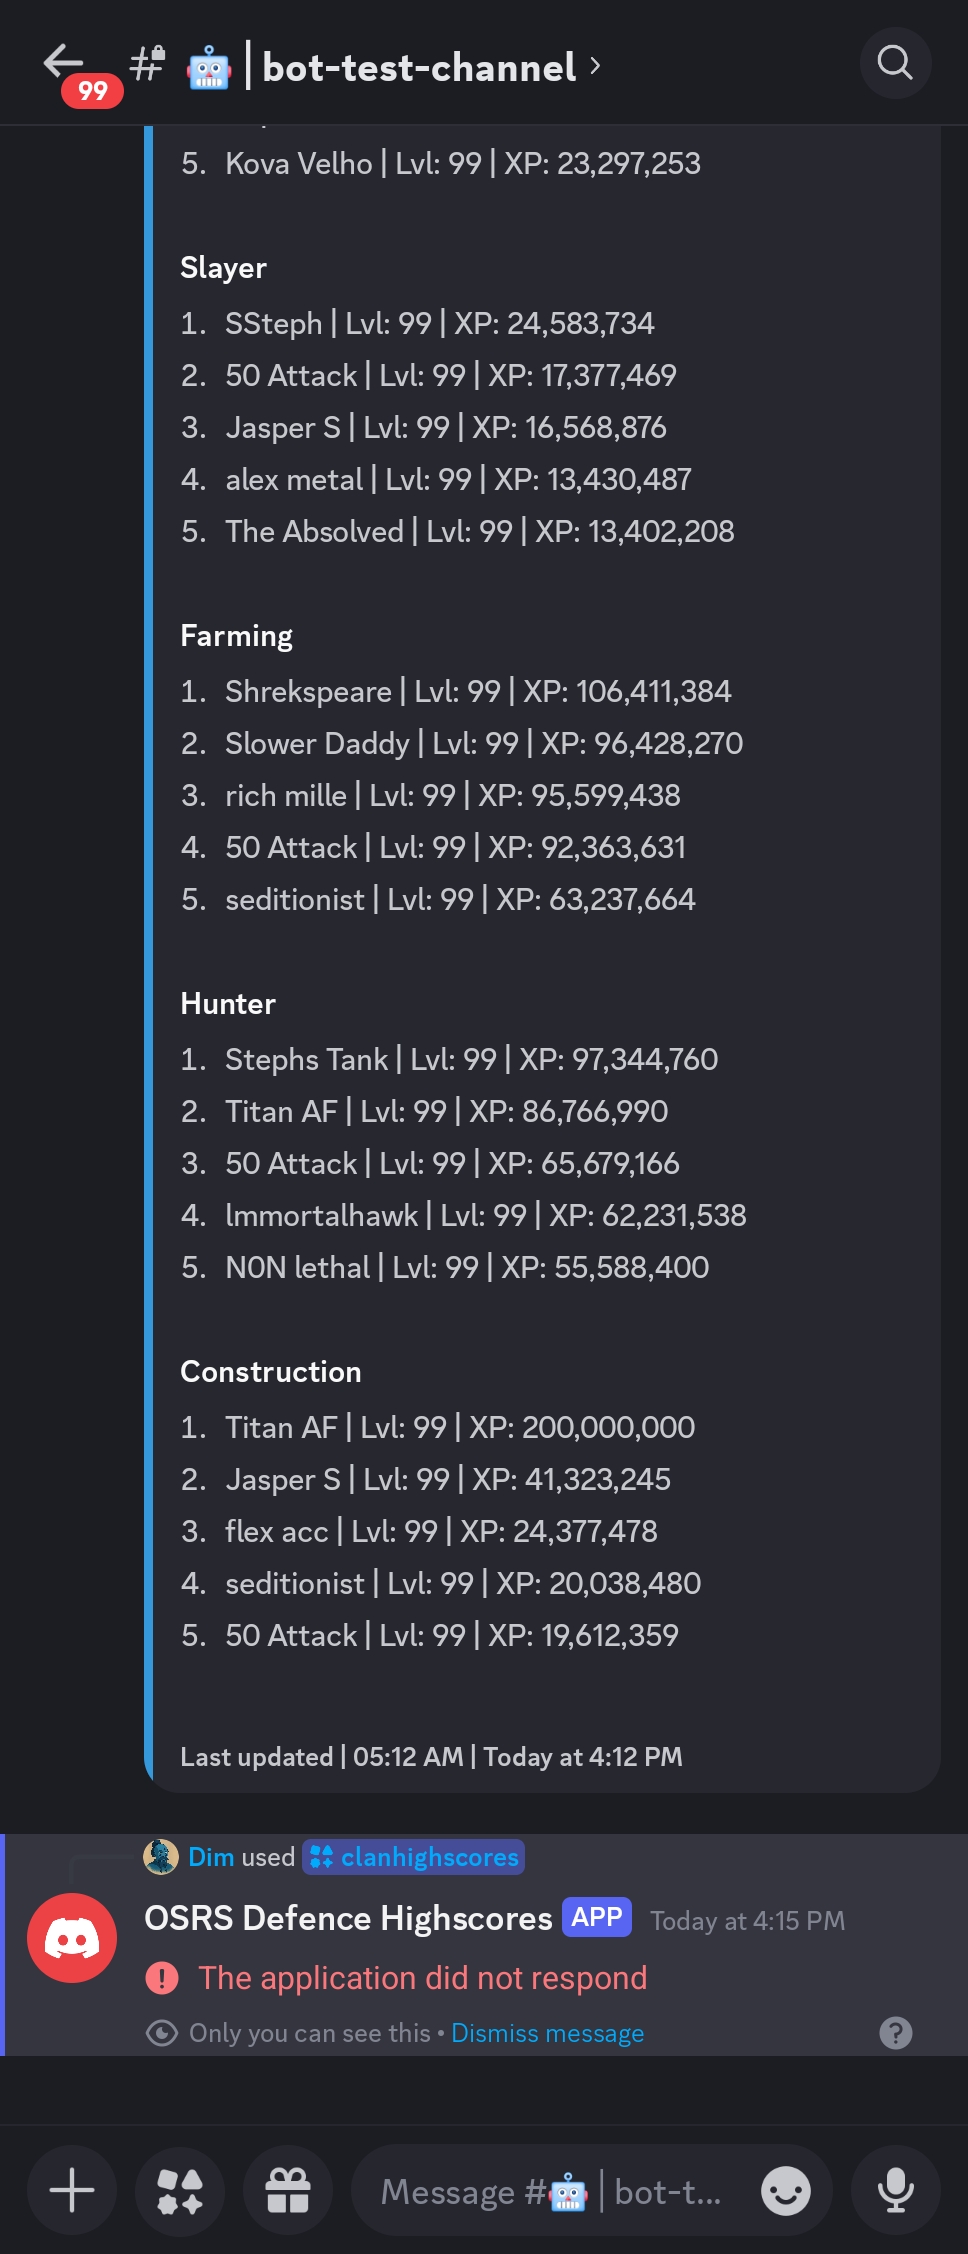 99
# 🤖 | bot-test-channel
5. Kova Velho | Lvl: 99 | XP: 23,297,253
Slayer
1. SSteph | Lvl: 99 | XP: 24,583,734
2. 50 Attack | Lvl: 99 | XP: 17,377,469
3. Jasper S | Lvl: 99 | XP: 16,568,876
4. alex metal | Lvl: 99 | XP: 13,430,487
5. The Absolved | Lvl: 99 | XP: 13,402,208
Farming
1. Shrekspeare | Lvl: 99 | XP: 106,411,384
2. Slower Daddy | Lvl: 99 | XP: 96,428,270
3. rich mille | Lvl: 99 | XP: 95,599,438
4. 50 Attack | Lvl: 99 | XP: 92,363,631
5. seditionist | Lvl: 99 | XP: 63,237,664
Hunter
1. Stephs Tank | Lvl: 99 | XP: 97,344,760
2. Titan AF | Lvl: 99 | XP: 86,766,990
3. 50 Attack | Lvl: 99 | XP: 65,679,166
4. lmmortalhawk | Lvl: 99 | XP: 62,231,538
5. N0N lethal | Lvl: 99 | XP: 55,588,400
Construction
1. Titan AF | Lvl: 99 | XP: 200,000,000
2. Jasper S | Lvl: 99 | XP: 41,323,245
3. flex acc | Lvl: 99 | XP: 24,377,478
4. seditionist | Lvl: 99 | XP: 20,038,480
5. 50 Attack | Lvl: 99 | XP: 19,612,359
Last updated | 05:12 AM | Today at 4:12 PM
Dim used clanhighscores
OSRS Defence Highscores APP Today at 4:15 PM
The application did not respond
Only you can see this • Dismiss message
Message #🤖 | bot-t...